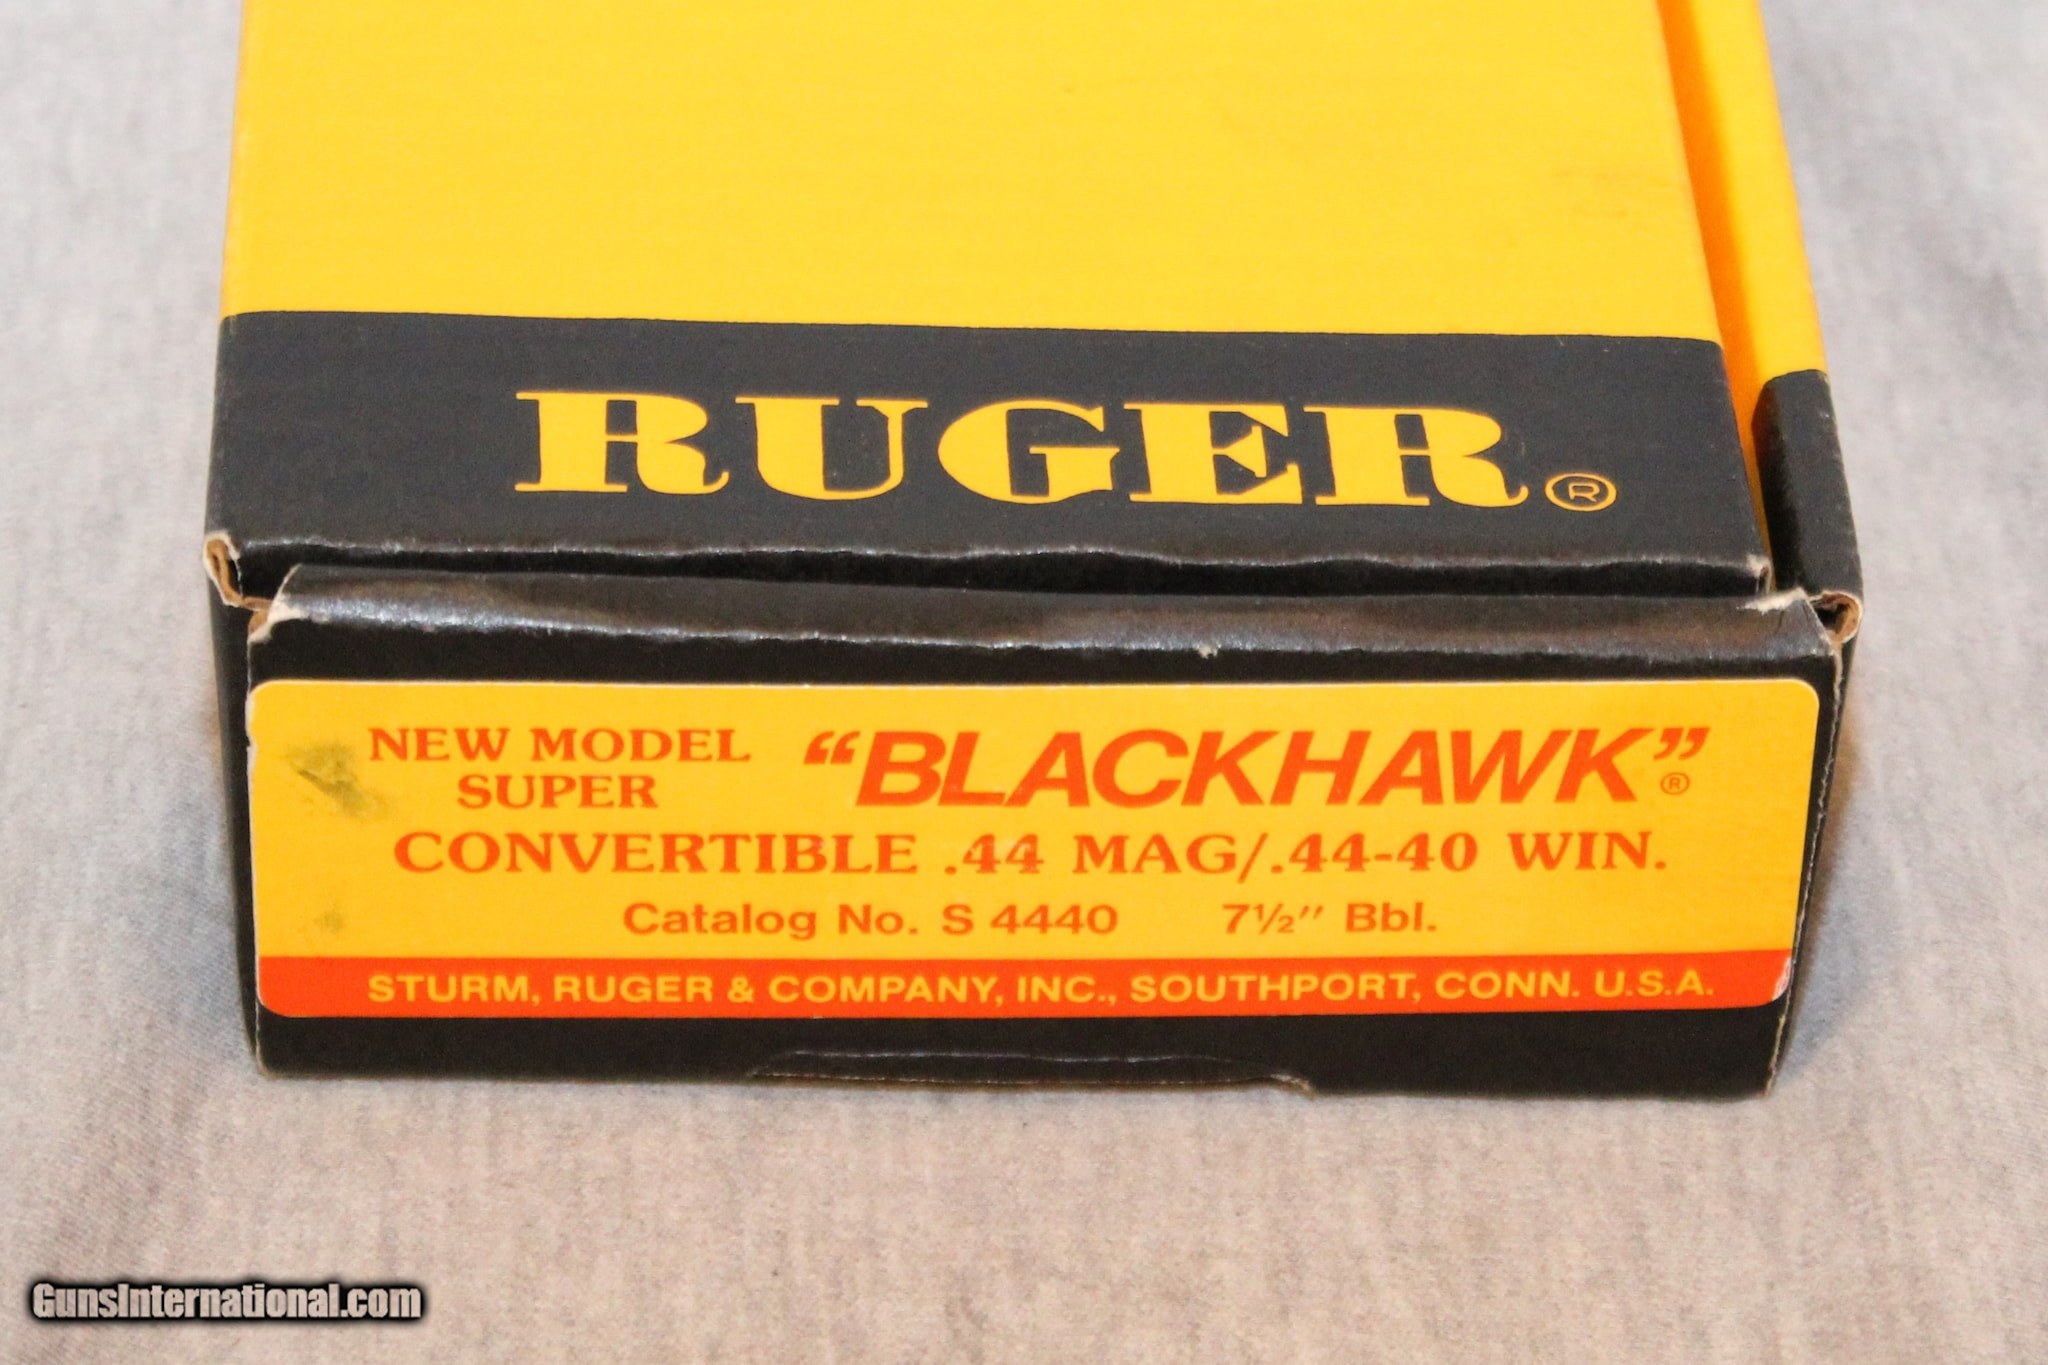 RUGER®
NEW MODEL SUPER “BLACKHAWK”®
CONVERTIBLE .44 MAG/.44-40 WIN.
Catalog No. S 4440 7½" Bbl.
STURM, RUGER & COMPANY, INC., SOUTHPORT, CONN. U.S.A.
GunsInternational.com